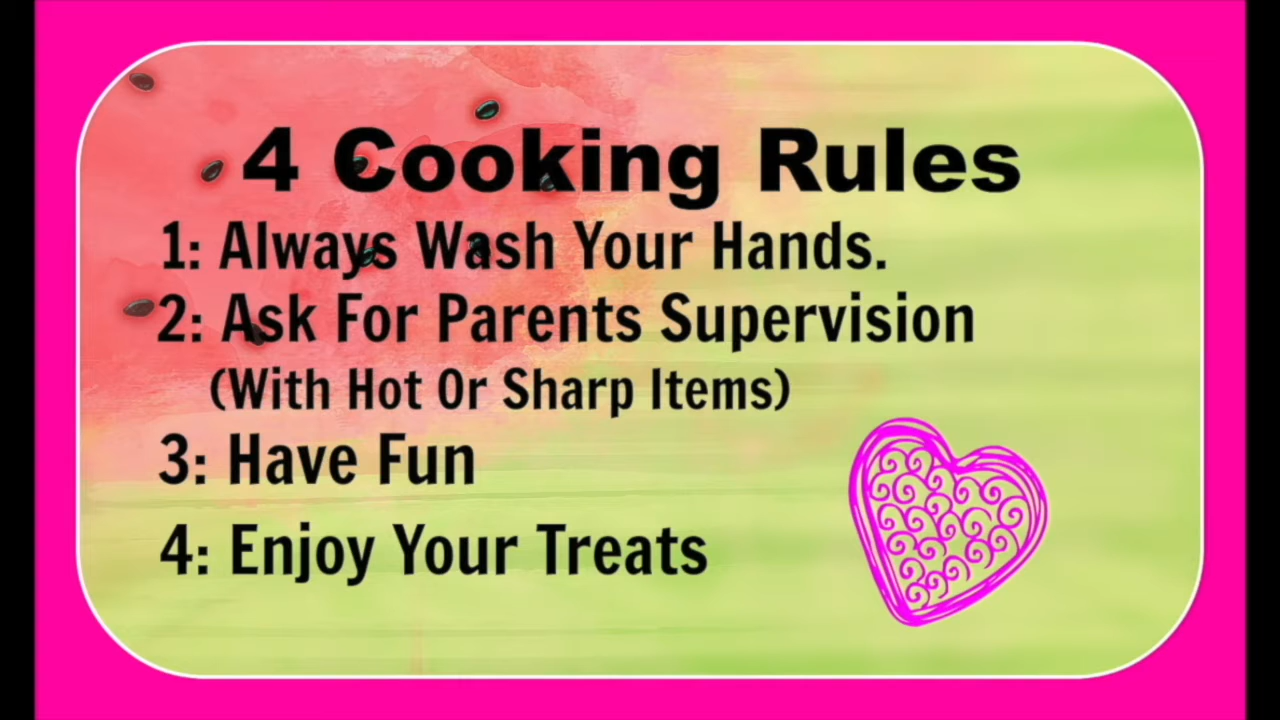 4 Cooking Rules
1: Always Wash Your Hands.
2: Ask For Parents Supervision
(With Hot Or Sharp Items)
3: Have Fun
4: Enjoy Your Treats